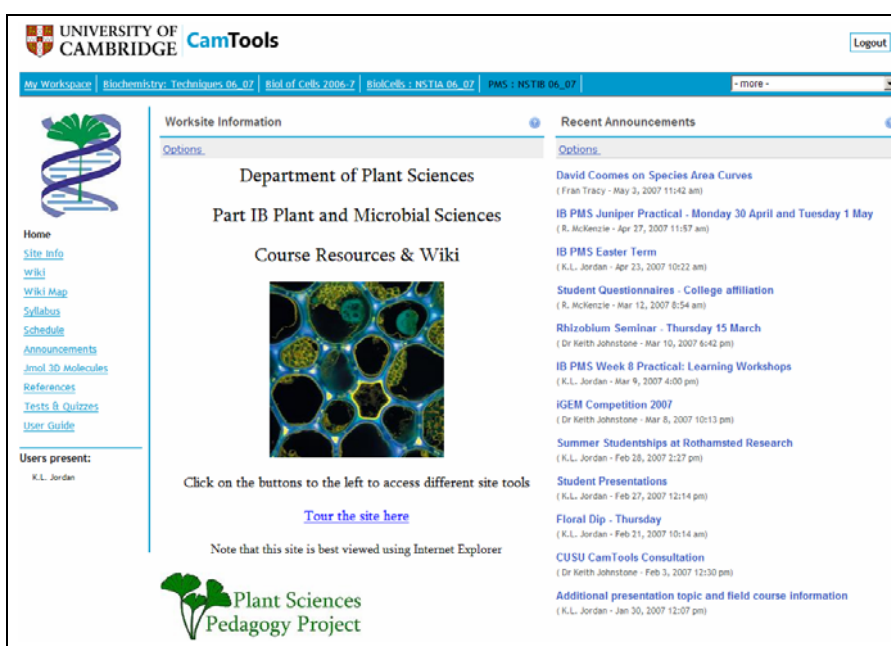 UNIVERSITY OF
CAMBRIDGE
CamTools
Logout
My Workspace
Biochemistry: Techniques 06_07
Biol of Cells 2006-7
BiolCells : NSTIA 06_07
PMS : NSTIB 06_07
- more -
Home
Site Info
Wiki
Wiki Map
Syllabus
Schedule
Announcements
Jmol 3D Molecules
References
Tests & Quizzes
User Guide
Users present:
K.L. Jordan
Worksite Information
Options
Department of Plant Sciences
Part IB Plant and Microbial Sciences
Course Resources & Wiki
Click on the buttons to the left to access different site tools
Tour the site here
Note that this site is best viewed using Internet Explorer
Plant Sciences
Pedagogy Project
Recent Announcements
Options
David Coomes on Species Area Curves
( Fran Tracy - May 3, 2007 11:42 am)
IB PMS Juniper Practical - Monday 30 April and Tuesday 1 May
( R. McKenzie - Apr 27, 2007 11:57 am)
IB PMS Easter Term
( K.L. Jordan - Apr 23, 2007 10:22 am)
Student Questionnaires - College affiliation
( R. McKenzie - Mar 12, 2007 8:54 am)
Rhizobium Seminar - Thursday 15 March
( Dr Keith Johnstone - Mar 10, 2007 6:42 pm)
IB PMS Week 8 Practical: Learning Workshops
( K.L. Jordan - Mar 9, 2007 4:00 pm)
iGEM Competition 2007
( Dr Keith Johnstone - Mar 8, 2007 10:13 pm)
Summer Studentships at Rothamsted Research
( K.L. Jordan - Feb 28, 2007 2:27 pm)
Student Presentations
( K.L. Jordan - Feb 27, 2007 12:14 pm)
Floral Dip - Thursday
( K.L. Jordan - Feb 21, 2007 10:14 am)
CUSU CamTools Consultation
( Dr Keith Johnstone - Feb 3, 2007 12:30 pm)
Additional presentation topic and field course information
( K.L. Jordan - Jan 30, 2007 12:07 pm)